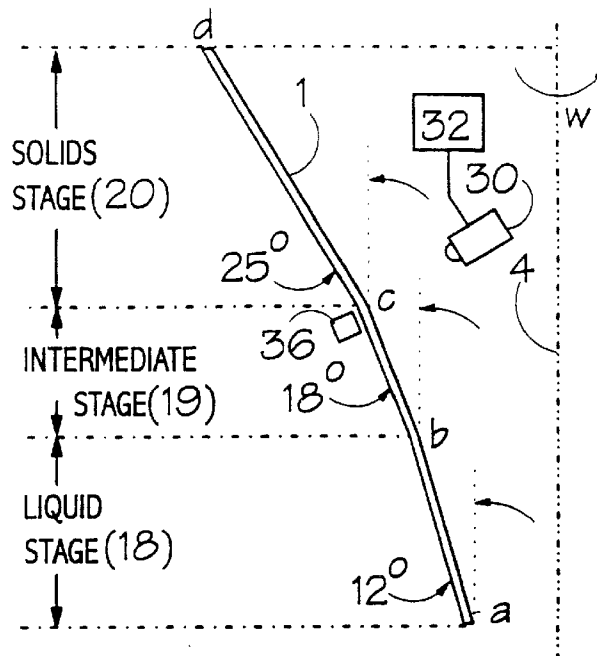 d
1
32
W
SOLIDS
STAGE (20)
30
4
25°
c
36
INTERMEDIATE
STAGE (19)
18°
b
LIQUID
STAGE (18)
12°
a